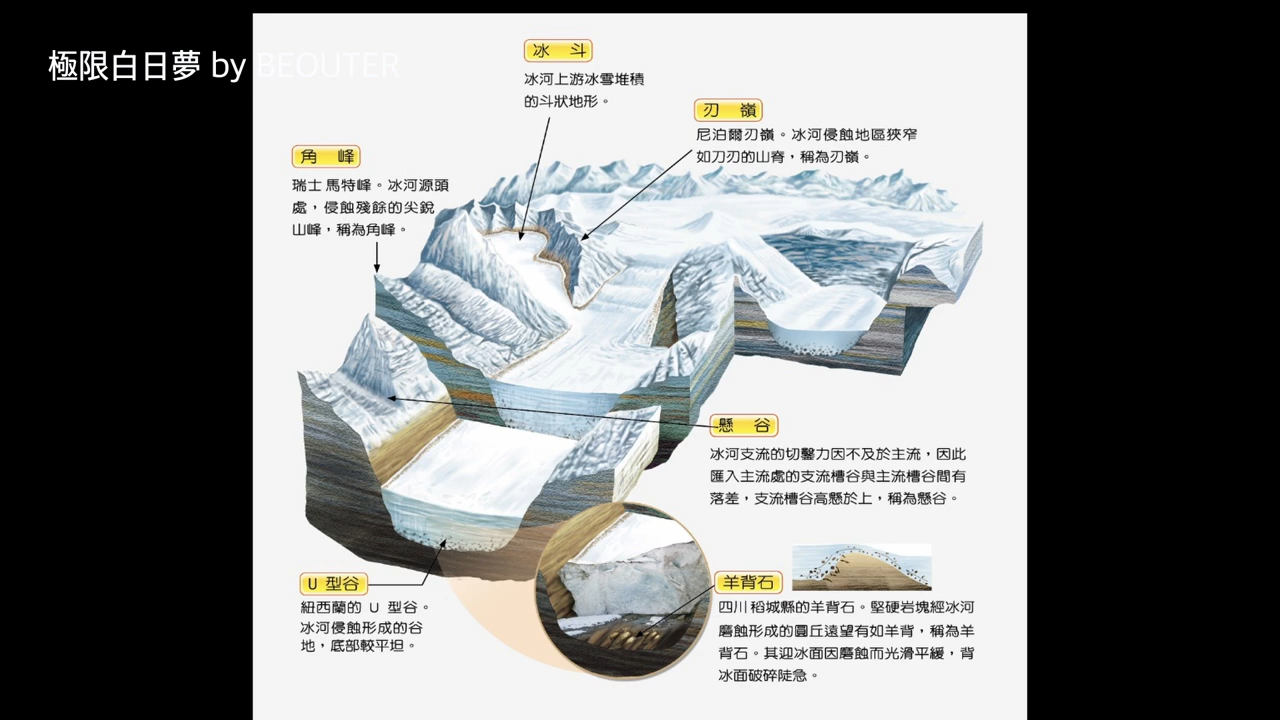 極限白日夢 by BEOUTER
冰 斗
冰河上游冰雪堆積
的斗狀地形。
刃 嶺
尼泊爾刃嶺。冰河侵蝕地區狹窄
如刀刃的山脊，稱為刃嶺。
角 峰
瑞士馬特峰。冰河源頭
處，侵蝕殘餘的尖銳
山峰，稱為角峰。
懸 谷
冰河支流的切鑿力因不及於主流，因此
匯入主流處的支流槽谷與主流槽谷間有
落差，支流槽谷高懸於上，稱為懸谷。
U 型谷
紐西蘭的 U 型谷。
冰河侵蝕形成的谷
地，底部較平坦。
羊背石
四川稻城縣的羊背石。堅硬岩塊經冰河
磨蝕形成的圓丘遠望有如羊背，稱為羊
背石。其迎冰面因磨蝕而光滑平緩，背
冰面破碎陡急。